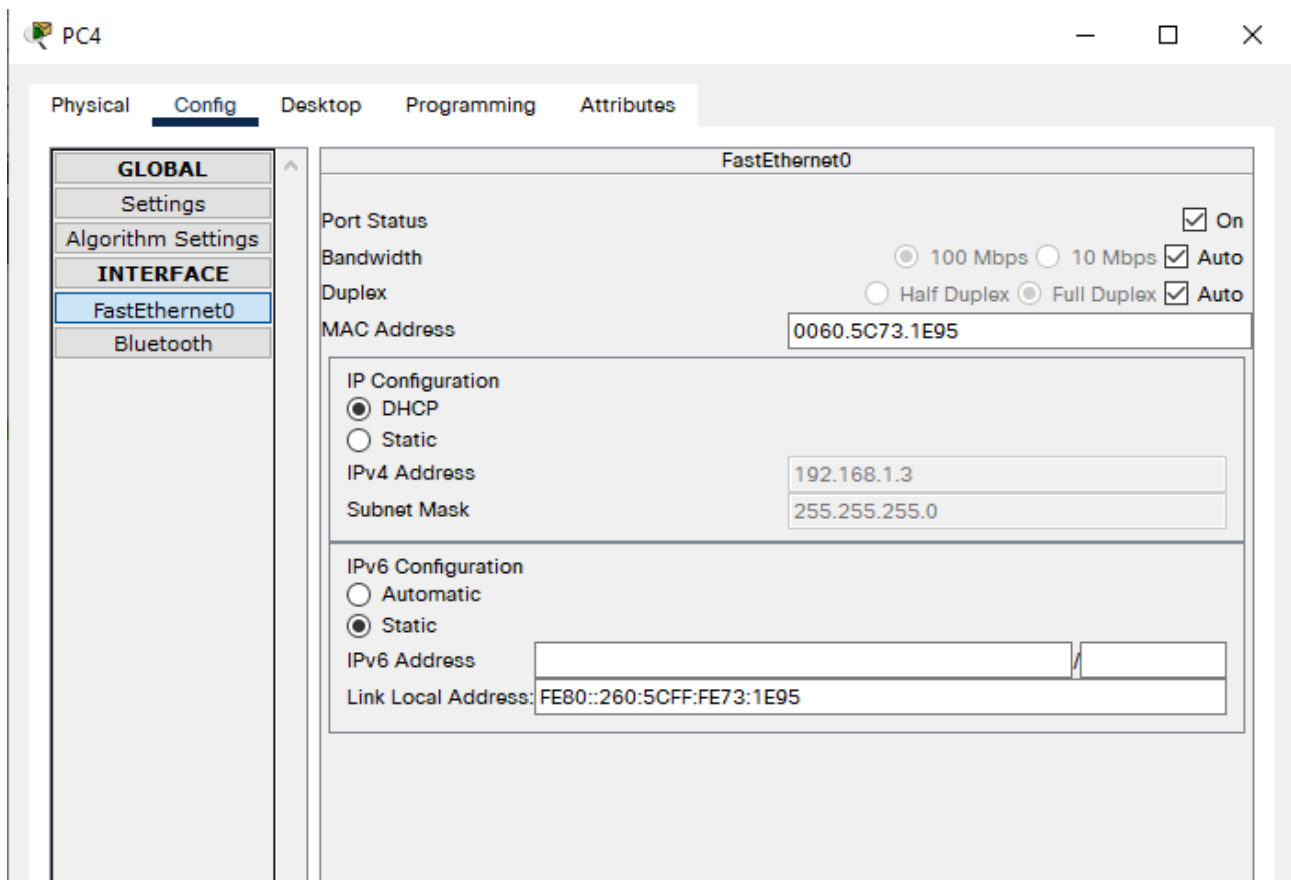 PC4
Physical Config Desktop Programming Attributes
GLOBAL
Settings
Algorithm Settings
INTERFACE
FastEthernet0
Bluetooth
FastEthernet0
Port Status On
Bandwidth 100 Mbps 10 Mbps Auto
Duplex Half Duplex Full Duplex Auto
MAC Address 0060.5C73.1E95
IP Configuration
DHCP
Static
IPv4 Address 192.168.1.3
Subnet Mask 255.255.255.0
IPv6 Configuration
Automatic
Static
IPv6 Address /
Link Local Address: FE80::260:5CFF:FE73:1E95